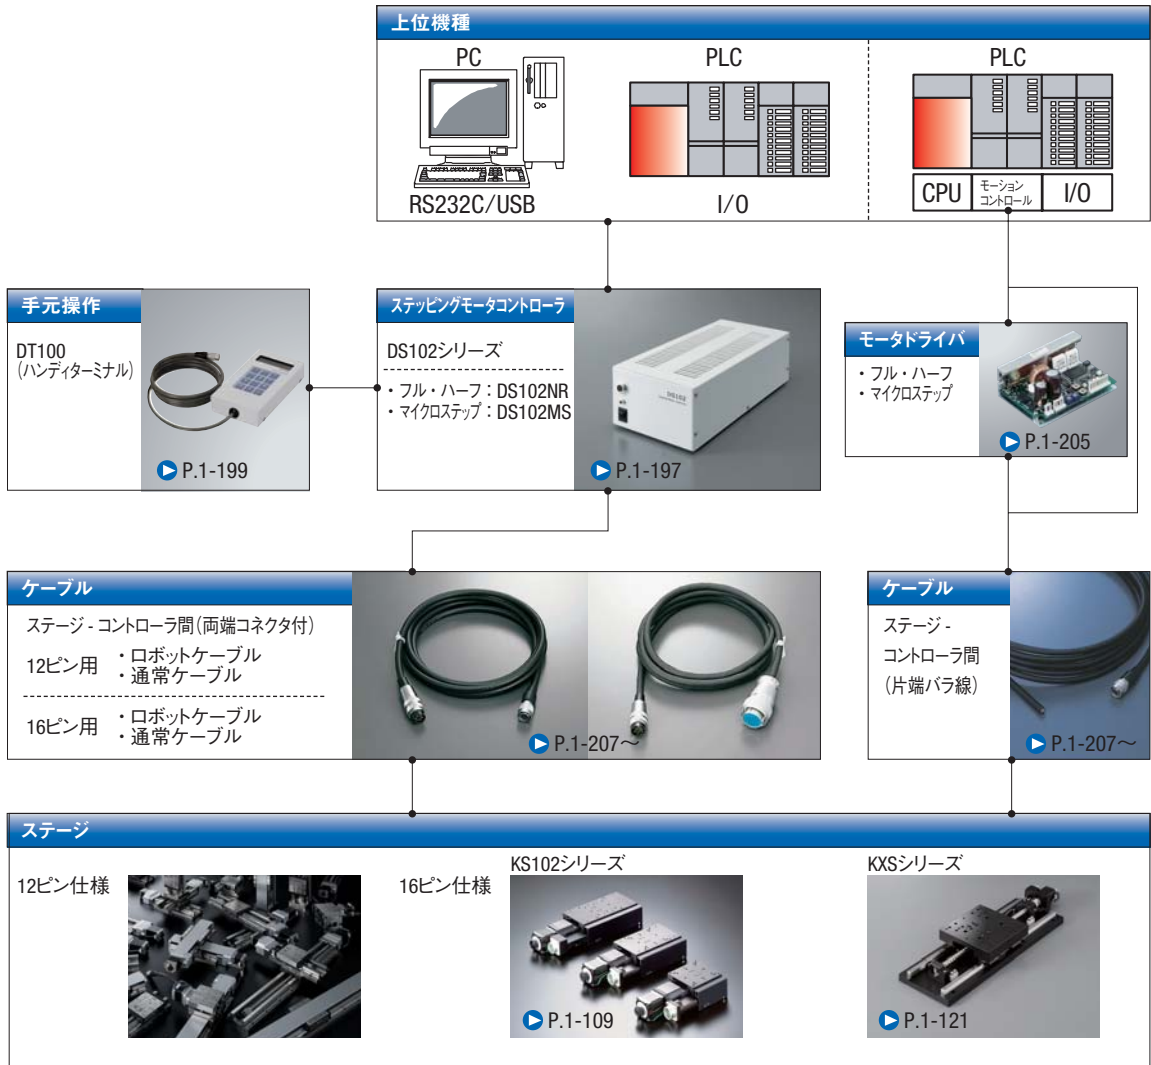 上位機種
PC
PLC
PLC
RS232C/USB
I/O
CPU
モーション
コントロール
I/O
手元操作
DT100
(ハンディターミナル)
P.1-199
ステッピングモータコントローラ
DS102シリーズ
・フル・ハーフ：DS102NR
・マイクロステップ：DS102MS
DS102
P.1-197
モータドライバ
・フル・ハーフ
・マイクロステップ
P.1-205
ケーブル
ステージ - コントローラ間（両端コネクタ付）
12ピン用
・ロボットケーブル
・通常ケーブル
16ピン用
・ロボットケーブル
・通常ケーブル
P.1-207～
ケーブル
ステージ -
コントローラ間
（片端バラ線）
P.1-207～
ステージ
12ピン仕様
16ピン仕様
KS102シリーズ
P.1-109
KXSシリーズ
P.1-121